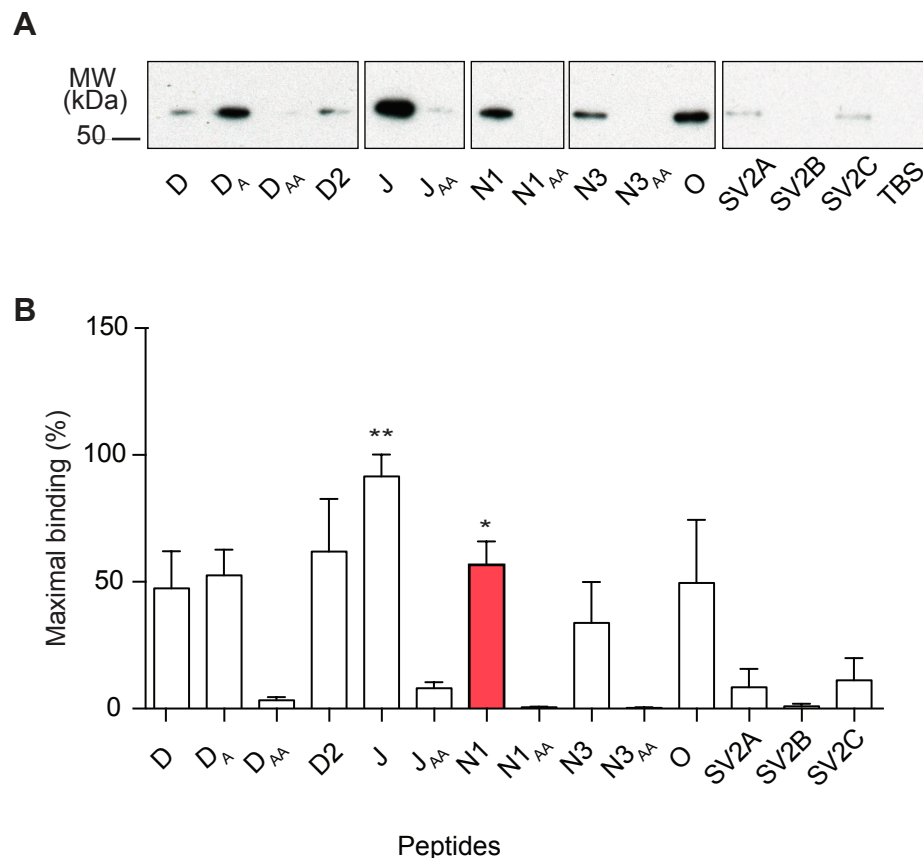 A
MW
(kDa)
50
D DA DAA D2 J JAA N1 N1AA N3 N3AA O SV2A SV2B SV2C TBS
B
150
100
50
0
Maximal binding (%)
**
*
D DA DAA D2 J JAA N1 N1AA N3 N3AA O SV2A SV2B SV2C
Peptides